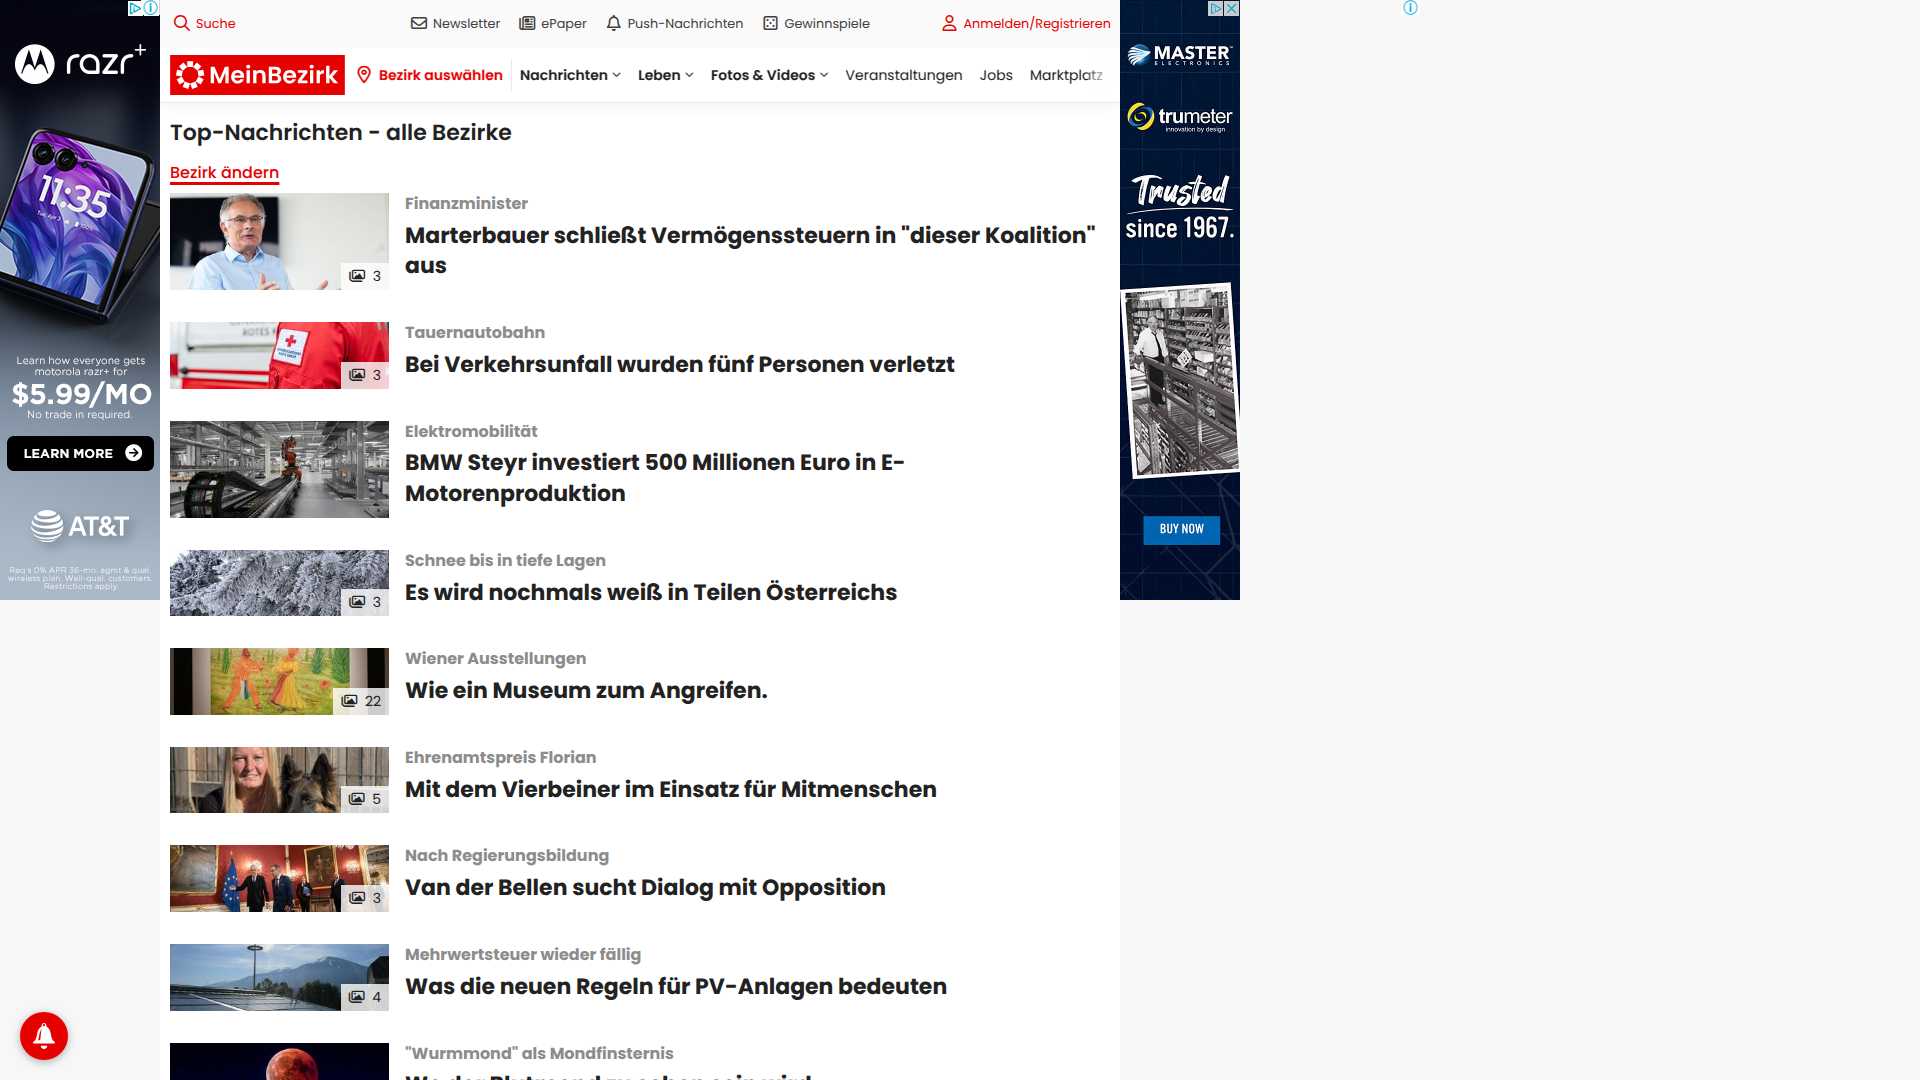 Suche
Newsletter
ePaper
Push-Nachrichten
Gewinnspiele
Anmelden/Registrieren
MeinBezirk
Bezirk auswählen
Nachrichten
Leben
Fotos & Videos
Veranstaltungen
Jobs
Marktplatz
Top-Nachrichten - alle Bezirke
Bezirk ändern
3
Finanzminister
Marterbauer schließt Vermögenssteuern in "dieser Koalition"
aus
3
Tauernautobahn
Bei Verkehrsunfall wurden fünf Personen verletzt
Elektromobilität
BMW Steyr investiert 500 Millionen Euro in E-
Motorenproduktion
3
Schnee bis in tiefe Lagen
Es wird nochmals weiß in Teilen Österreichs
22
Wiener Ausstellungen
Wie ein Museum zum Angreifen.
5
Ehrenamtspreis Florian
Mit dem Vierbeiner im Einsatz für Mitmenschen
3
Nach Regierungsbildung
Van der Bellen sucht Dialog mit Opposition
4
Mehrwertsteuer wieder fällig
Was die neuen Regeln für PV-Anlagen bedeuten
"Wurmmond" als Mondfinsternis
Wo der Blutmond zu sehen sein wird
razr+
11:35
Learn how everyone gets
motorola razr+ for
$5.99/MO
No trade in required.
LEARN MORE
AT&T
Req's 0% APR 36-mo. agmt & qual.
wireless plan. Well-qual. customers.
Restrictions apply.
MASTER
ELECTRONICS
trumeter
innovation by design
Trusted
since 1967.
BUY NOW